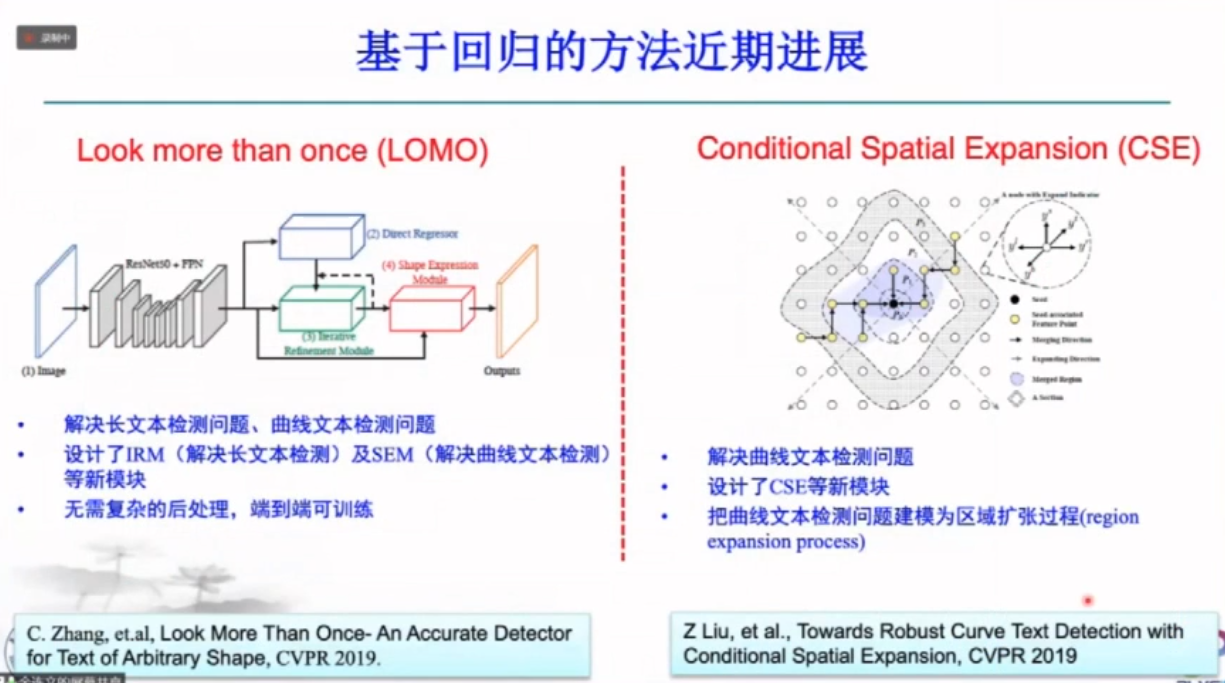 录制中
基于回归的方法近期进展
Look more than once (LOMO)
ResNet50 + FPN
(2) Direct Regressor
(4) Shape Expression
Module
(3) Iterative
Refinement Module
(1) Image
Outputs
• 解决长文本检测问题、曲线文本检测问题
• 设计了IRM（解决长文本检测）及SEM（解决曲线文本检测）
等新模块
• 无需复杂的后处理，端到端可训练
C. Zhang, et.al, Look More Than Once- An Accurate Detector
for Text of Arbitrary Shape, CVPR 2019.
Conditional Spatial Expansion (CSE)
A node with Expand Indicator
Seed
Seed-associated
Feature Point
Merging Direction
Expanding Direction
Merged Region
A Section
• 解决曲线文本检测问题
• 设计了CSE等新模块
• 把曲线文本检测问题建模为区域扩张过程(region
expansion process)
Z Liu, et al., Towards Robust Curve Text Detection with
Conditional Spatial Expansion, CVPR 2019